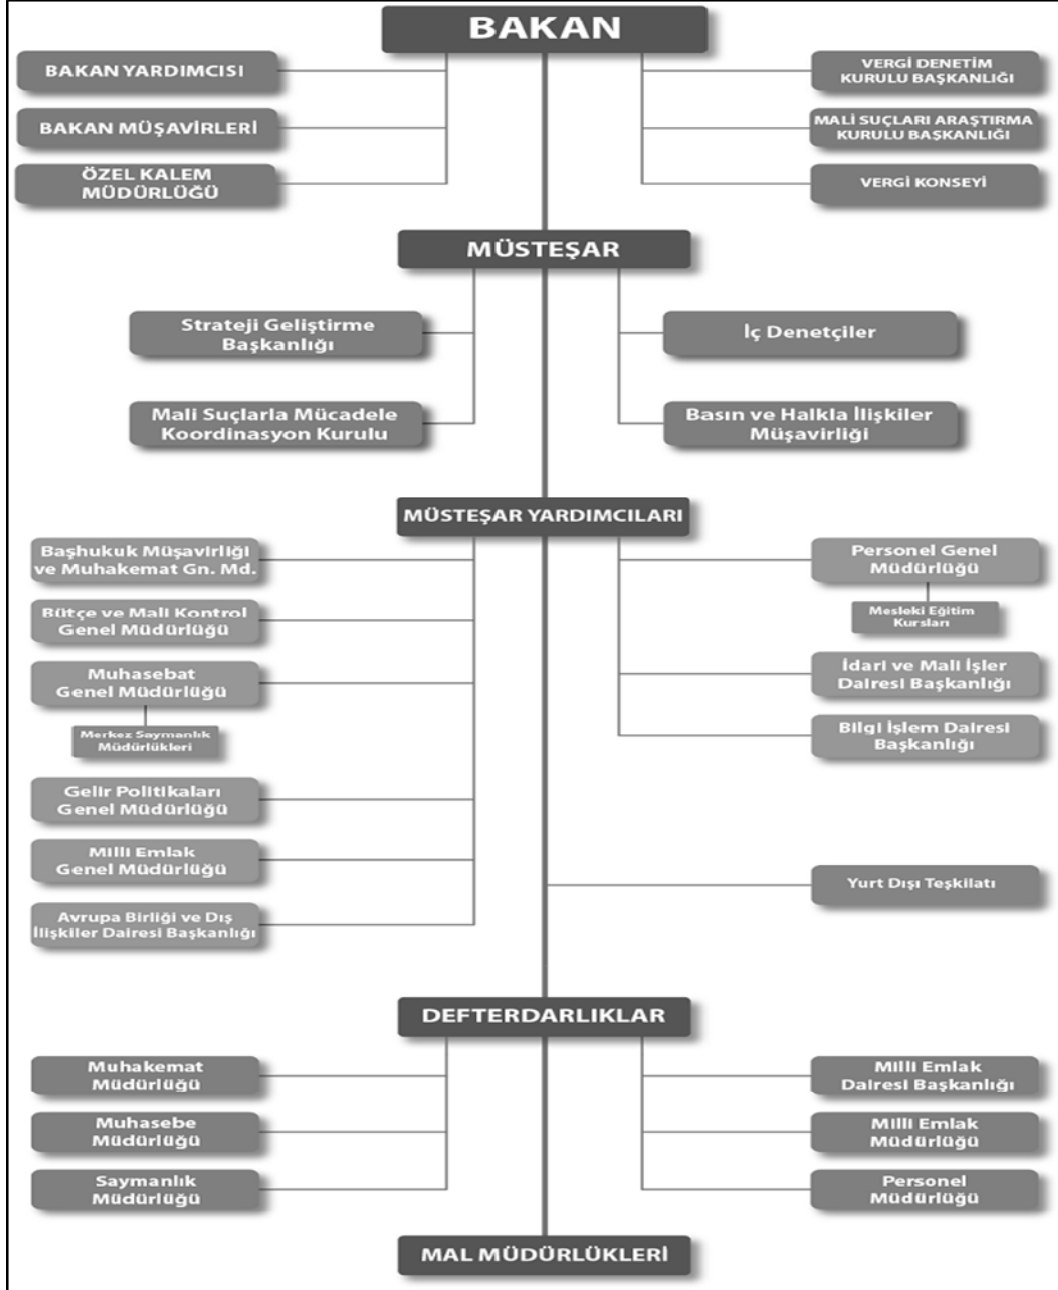 BAKAN
BAKAN YARDIMCISI
BAKAN MÜŞAVİRLERİ
ÖZEL KALEM
MÜDÜRLÜĞÜ
VERGİ DENETİM
KURULU BAŞKANLIĞI
MALİ SUÇLARI ARAŞTIRMA
KURULU BAŞKANLIĞI
VERGİ KONSEYİ
MÜSTEŞAR
Strateji Geliştirme
Başkanlığı
Mali Suçlarla Mücadele
Koordinasyon Kurulu
İç Denetçiler
Basın ve Halkla İlişkiler
Müşavirliği
MÜSTEŞAR YARDIMCILARI
Başhukuk Müşavirliği
ve Muhakemat Gn. Md.
Bütçe ve Mali Kontrol
Genel Müdürlüğü
Muhasebat
Genel Müdürlüğü
Merkez Saymanlık
Müdürlükleri
Gelir Politikaları
Genel Müdürlüğü
Milli Emlak
Genel Müdürlüğü
Avrupa Birliği ve Dış
İlişkiler Dairesi Başkanlığı
Personel Genel
Müdürlüğü
Mesleki Eğitim
Kursları
İdari ve Mali İşler
Dairesi Başkanlığı
Bilgi İşlem Dairesi
Başkanlığı
Yurt Dışı Teşkilatı
DEFTERDARLIKLAR
Muhakemat
Müdürlüğü
Muhasebe
Müdürlüğü
Saymanlık
Müdürlüğü
Milli Emlak
Dairesi Başkanlığı
Milli Emlak
Müdürlüğü
Personel
Müdürlüğü
MAL MÜDÜRLÜKLERİ